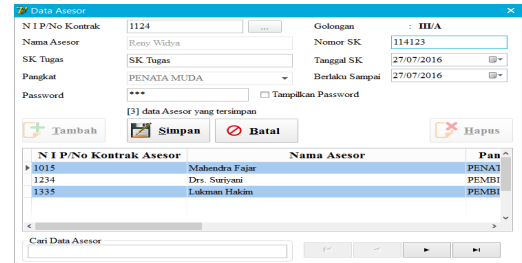 Data Asesor
N I P/No Kontrak 1124 ... Golongan : III/A
Nama Asesor Reny Widya Nomor SK 114123
SK Tugas SK Tugas Tanggal SK 27/07/2016
Pangkat PENATA MUDA Berlaku Sampai 27/07/2016
Password *** Tampilkan Password
[3] data Asesor yang tersimpan
Tambah Simpan Batal Hapus
N I P/No Kontrak Asesor Nama Asesor Pan
1015 Mahendra Fajar PENAT
1234 Drs. Suriyani PEMBI
1335 Lukman Hakim PEMBI
Cari Data Asesor